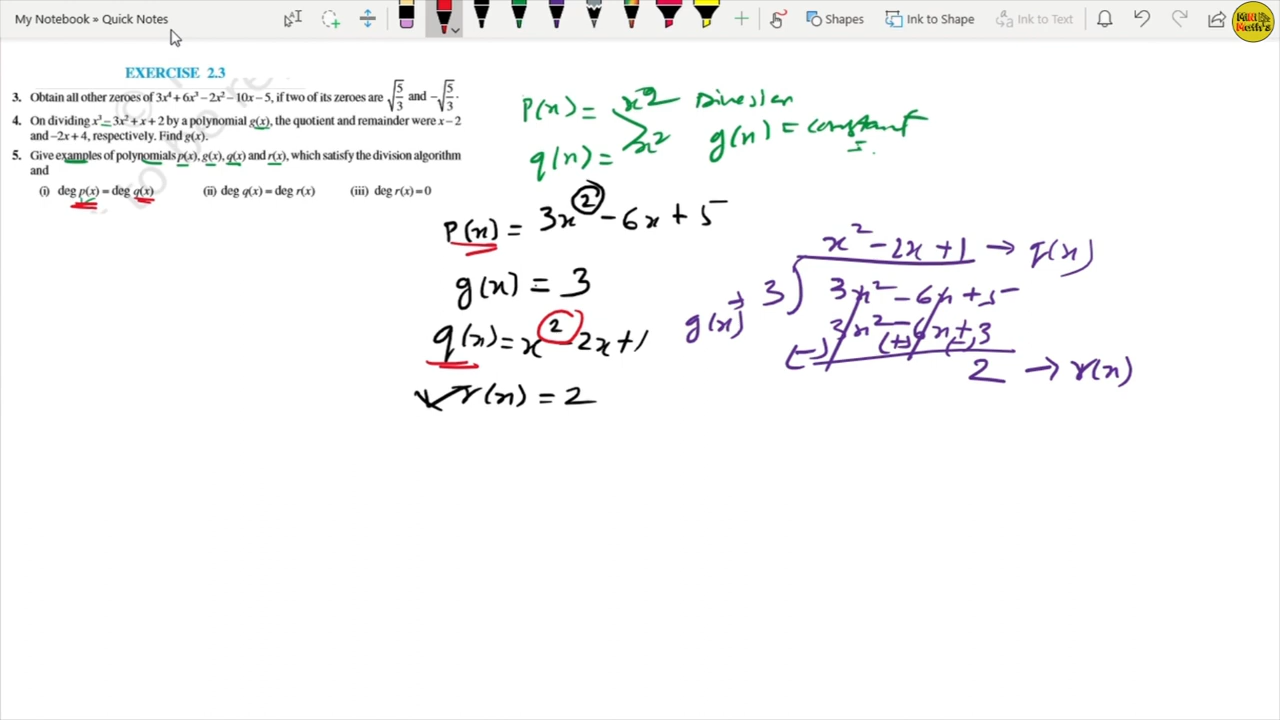 My Notebook » Quick Notes
Shapes
Ink to Shape
Ink to Text
EXERCISE 2.3
3. Obtain all other zeroes of 3x⁴ + 6x³ – 2x² – 10x – 5, if two of its zeroes are √(5/3) and –√(5/3).
4. On dividing x³ – 3x² + x + 2 by a polynomial g(x), the quotient and remainder were x – 2
and –2x + 4, respectively. Find g(x).
5. Give examples of polynomials p(x), g(x), q(x) and r(x), which satisfy the division algorithm
and
(i) deg p(x) = deg q(x) (ii) deg q(x) = deg r(x) (iii) deg r(x) = 0
P(x) = x²
q(x) = x² g(x) = constant
P(x) = 3x² - 6x + 5
g(x) = 3
q(x) = x² - 2x + 1
r(x) = 2
x² - 2x + 1 → q(x)
g(x) → 3) 3x² - 6x + 5
3x² - 6x + 3
(-) (+) (-)
2 → r(x)